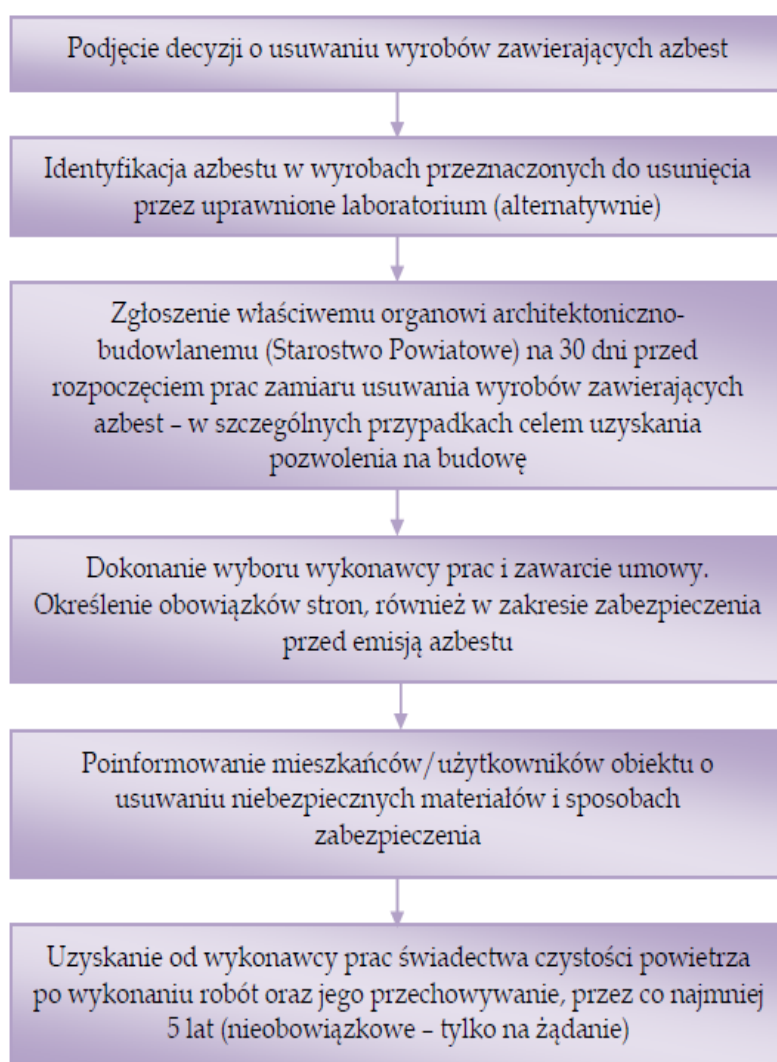 Podjęcie decyzji o usuwaniu wyrobów zawierających azbest
Identyfikacja azbestu w wyrobach przeznaczonych do usunięcia
przez uprawnione laboratorium (alternatywnie)
Zgłoszenie właściwemu organowi architektoniczno-
budowlanemu (Starostwo Powiatowe) na 30 dni przed
rozpoczęciem prac zamiaru usuwania wyrobów zawierających
azbest – w szczególnych przypadkach celem uzyskania
pozwolenia na budowę
Dokonanie wyboru wykonawcy prac i zawarcie umowy.
Określenie obowiązków stron, również w zakresie zabezpieczenia
przed emisją azbestu
Poinformowanie mieszkańców/użytkowników obiektu o
usuwaniu niebezpiecznych materiałów i sposobach
zabezpieczenia
Uzyskanie od wykonawcy prac świadectwa czystości powietrza
po wykonaniu robót oraz jego przechowywanie, przez co najmniej
5 lat (nieobowiązkowe – tylko na żądanie)